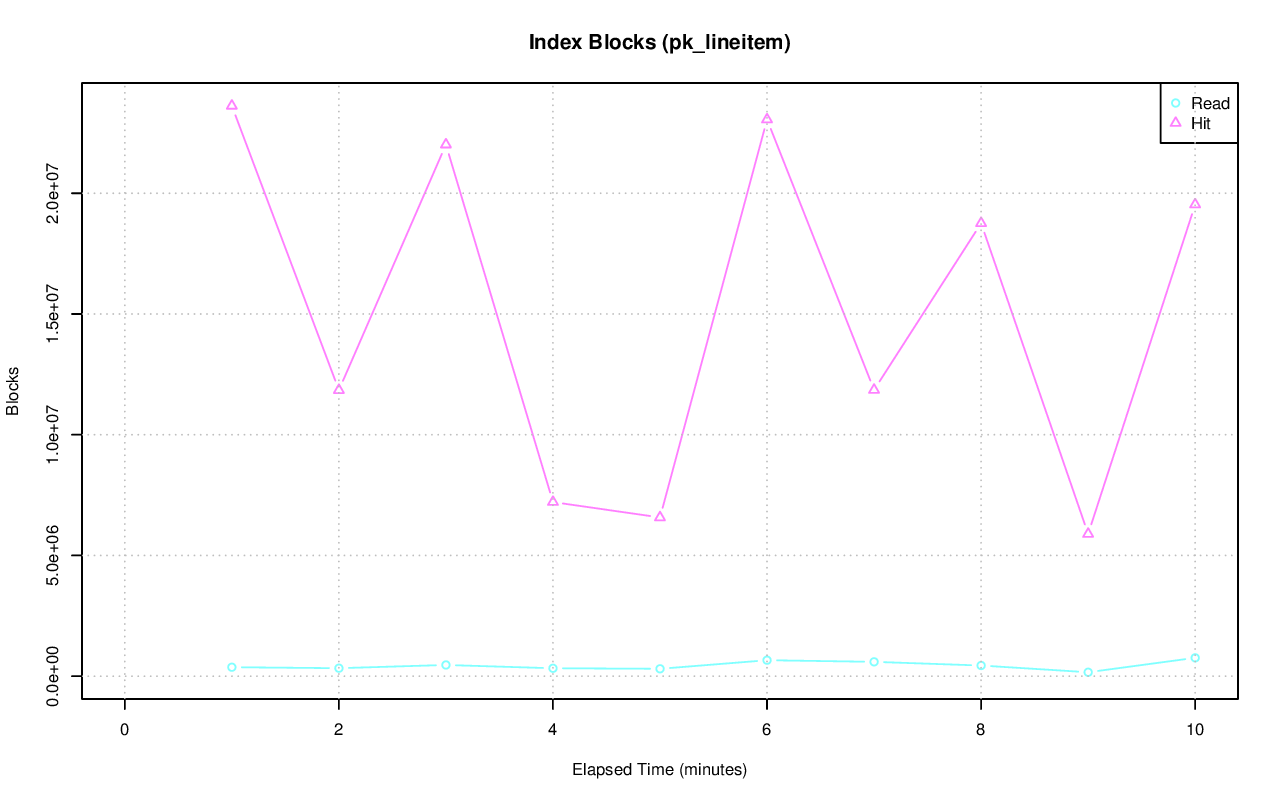 Index Blocks (pk_lineitem)
Read
Hit
Blocks
2.0e+07
1.5e+07
1.0e+07
5.0e+06
0.0e+00
0 2 4 6 8 10
Elapsed Time (minutes)